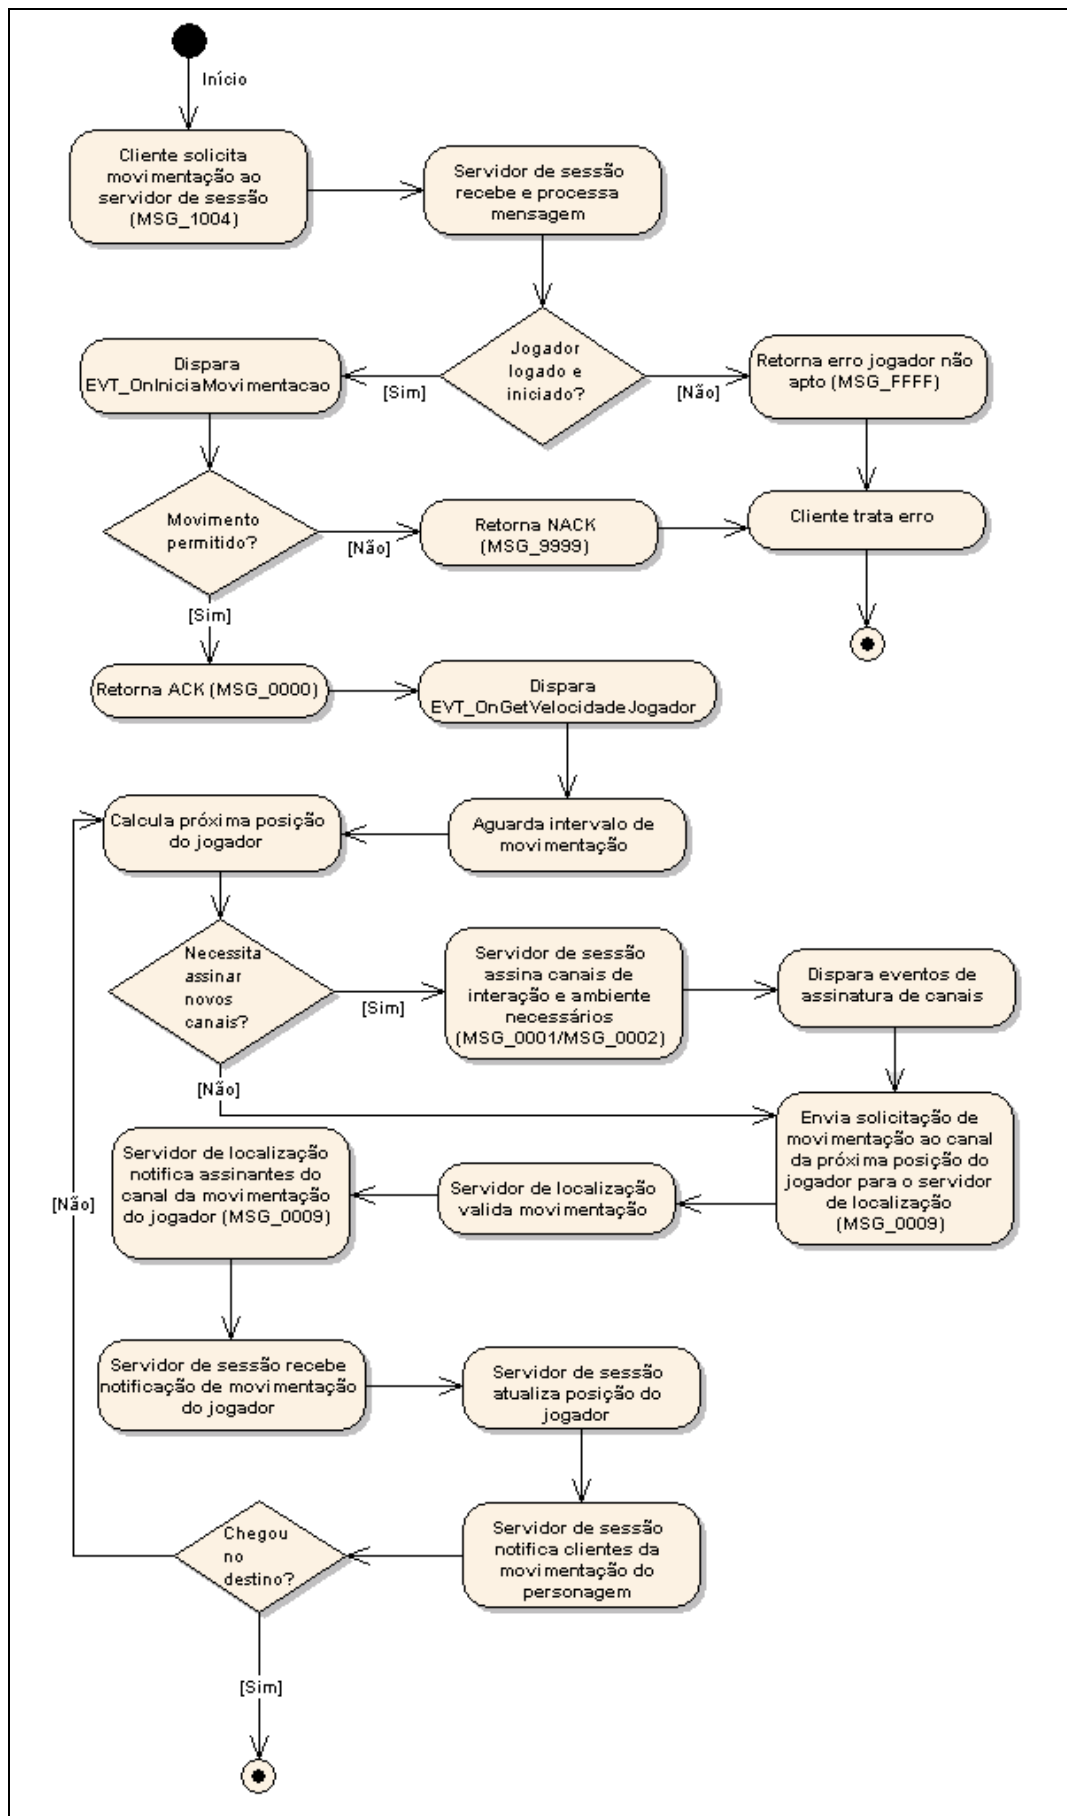 Início
Cliente solicita
movimentação ao
servidor de sessão
(MSG_1004)
Servidor de sessão
recebe e processa
mensagem
Jogador
logado e
iniciado?
[Sim]
[Não]
Dispara
EVT_OnIniciaMovimentacao
Retorna erro jogador não
apto (MSG_FFFF)
Movimento
permitido?
[Não]
[Sim]
Retorna NACK
(MSG_9999)
Cliente trata erro
Retorna ACK (MSG_0000)
Dispara
EVT_OnGetVelocidadeJogador
Calcula próxima posição
do jogador
Aguarda intervalo de
movimentação
Necessita
assinar
novos
canais?
[Sim]
[Não]
Servidor de sessão
assina canais de
interação e ambiente
necessários
(MSG_0001/MSG_0002)
Dispara eventos de
assinatura de canais
Envia solicitação de
movimentação ao canal
da próxima posição do
jogador para o servidor
de localização
(MSG_0009)
Servidor de localização
valida movimentação
Servidor de localização
notifica assinantes do
canal da movimentação
do jogador (MSG_0009)
[Não]
Servidor de sessão recebe
notificação de movimentação
do jogador
Servidor de sessão
atualiza posição do
jogador
Servidor de sessão
notifica clientes da
movimentação do
personagem
Chegou
no
destino?
[Sim]